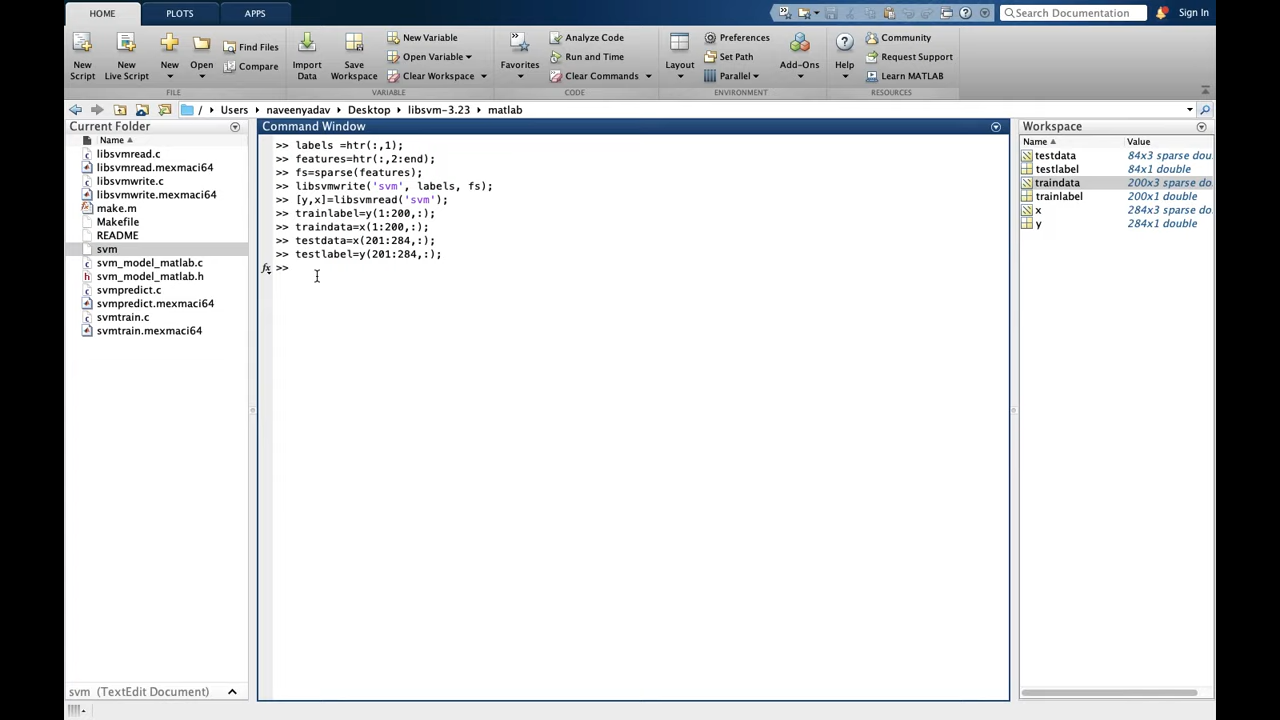 HOME
PLOTS
APPS
Search Documentation
Sign In
New Script
New Live Script
New
Open
Find Files
Compare
Import Data
Save Workspace
New Variable
Open Variable
Clear Workspace
Favorites
Analyze Code
Run and Time
Clear Commands
Layout
Preferences
Set Path
Parallel
Add-Ons
Help
Community
Request Support
Learn MATLAB
FILE
VARIABLE
CODE
ENVIRONMENT
RESOURCES
/ Users naveenyadav Desktop libsvm-3.23 matlab
Current Folder
Name
libsvmread.c
libsvmread.mexmaci64
libsvmwrite.c
libsvmwrite.mexmaci64
make.m
Makefile
README
svm
svm_model_matlab.c
svm_model_matlab.h
svmpredict.c
svmpredict.mexmaci64
svmtrain.c
svmtrain.mexmaci64
svm (TextEdit Document)
Command Window
>> labels =htr(:,1);
>> features=htr(:,2:end);
>> fs=sparse(features);
>> libsvmwrite('svm', labels, fs);
>> [y,x]=libsvmread('svm');
>> trainlabel=y(1:200,:);
>> traindata=x(1:200,:);
>> testdata=x(201:284,:);
>> testlabel=y(201:284,:);
fx >>
Workspace
Name Value
testdata 84x3 sparse dou
testlabel 84x1 double
traindata 200x3 sparse do
trainlabel 200x1 double
x 284x3 sparse do
y 284x1 double